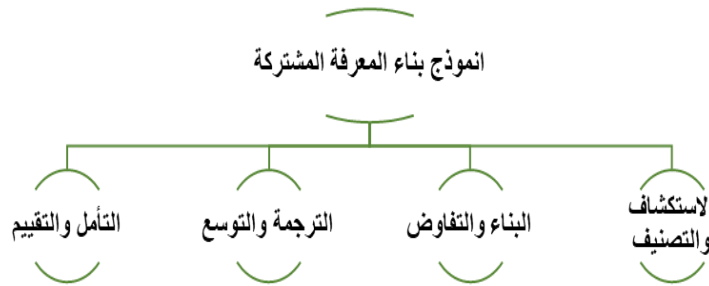 انموذج بناء المعرفة المشتركة
لاستكشاف
والتصنيف
البناء والتفاوض
الترجمة والتوسع
التأمل والتقييم